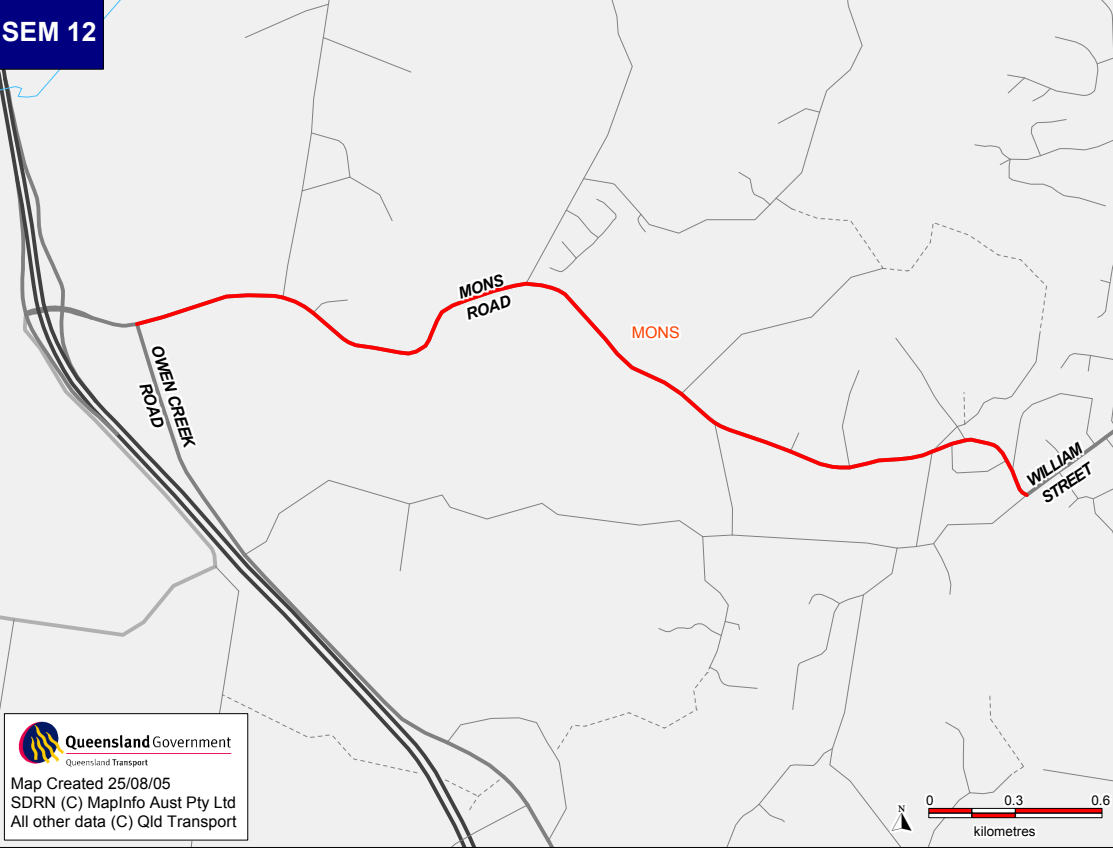 SEM 12
MONS
ROAD
MONS
OWEN CREEK
ROAD
WILLIAM
STREET
Queensland Government
Queensland Transport
Map Created 25/08/05
SDRN (C) MapInfo Aust Pty Ltd
All other data (C) Qld Transport
N
0 0.3 0.6
kilometres